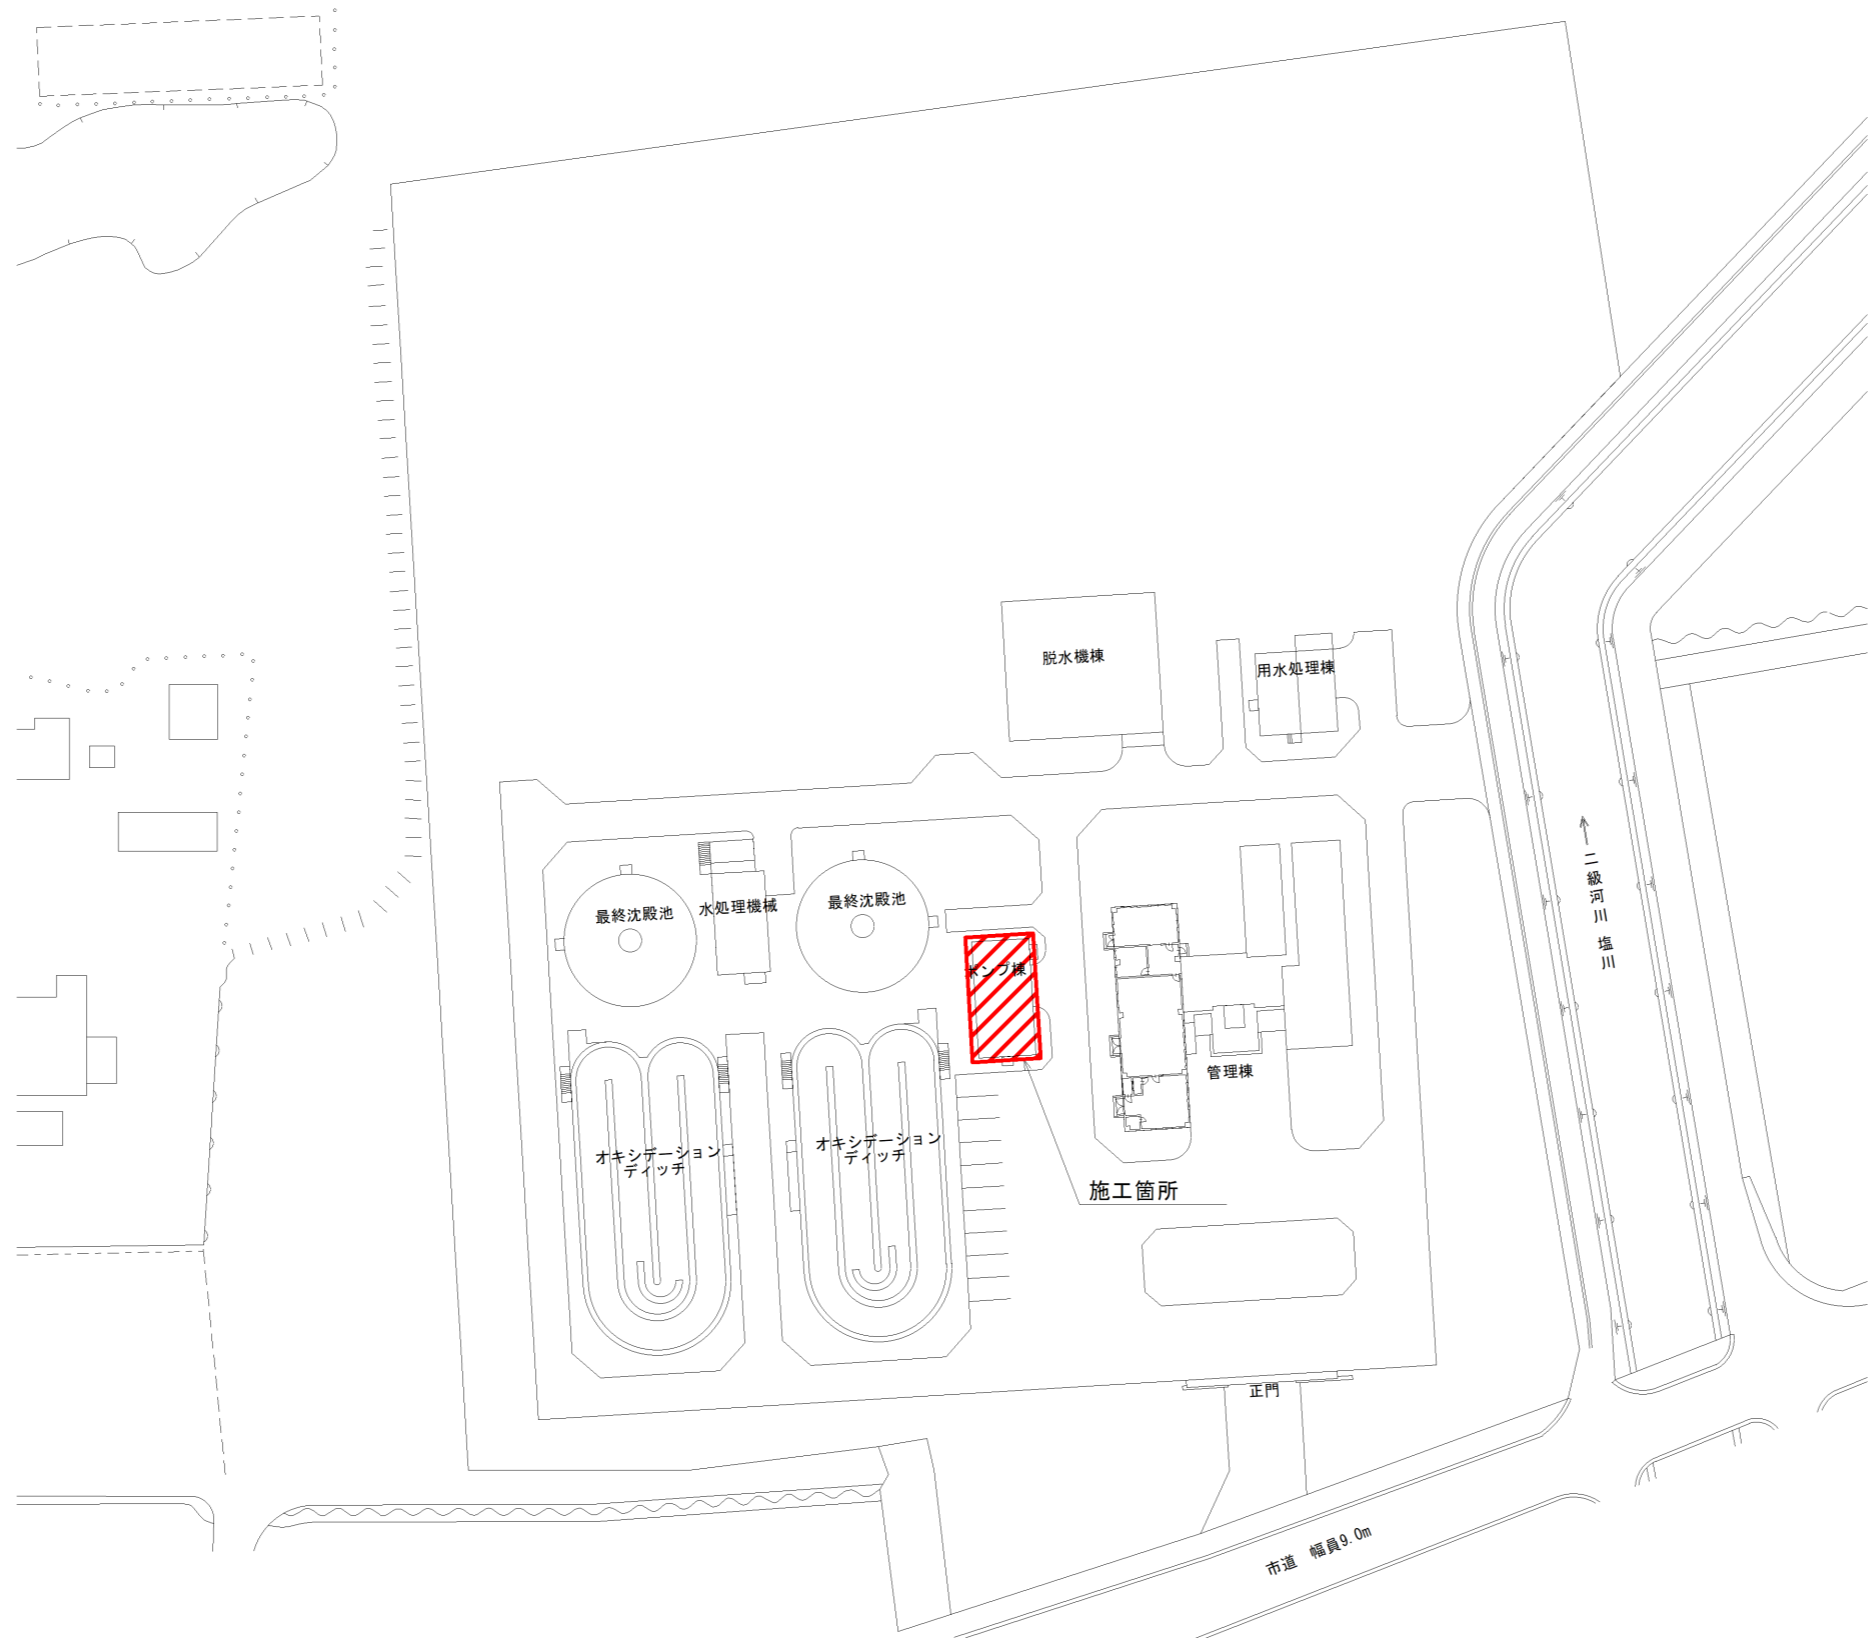 脱水機棟
用水処理棟
最終沈殿池
水処理機械
最終沈殿池
ポンプ棟
管理棟
二級河川 塩川
オキシデーション
ディッチ
オキシデーション
ディッチ
施工箇所
正門
市道 幅員9.0m